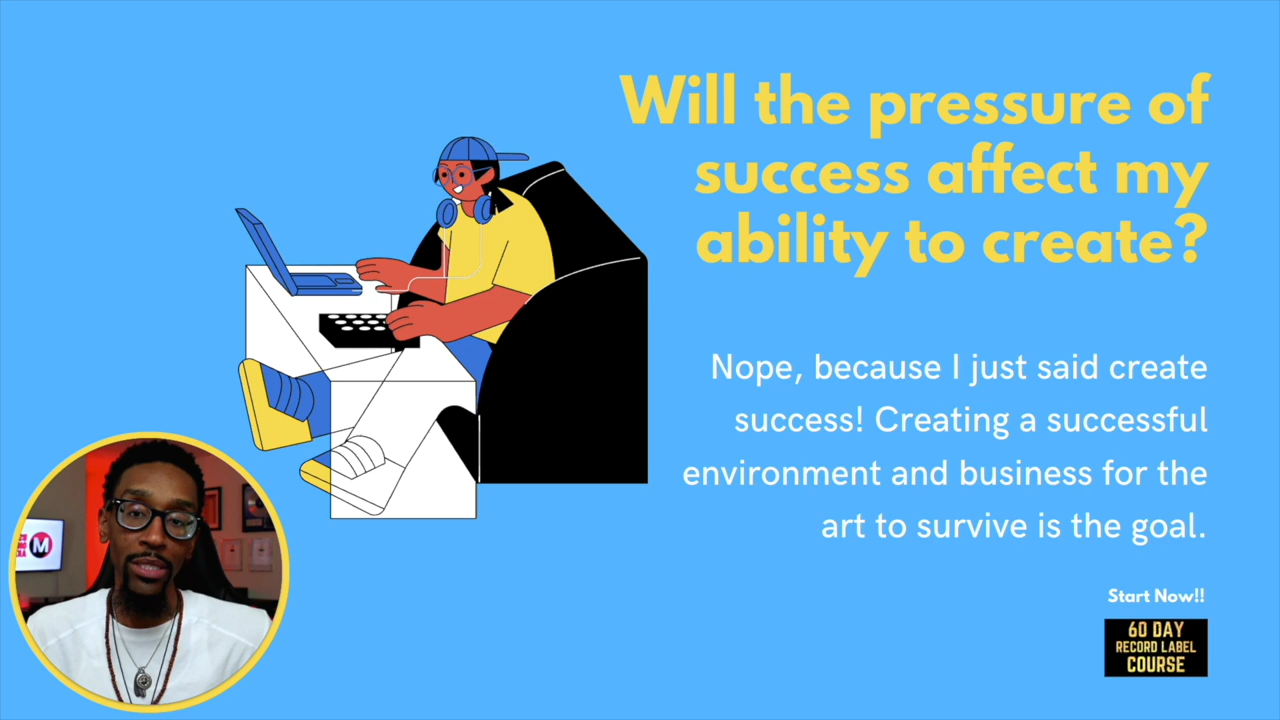 Will the pressure of
success affect my
ability to create?
Nope, because I just said create
success! Creating a successful
environment and business for the
art to survive is the goal.
Start Now!!
60 DAY
RECORD LABEL
COURSE
M